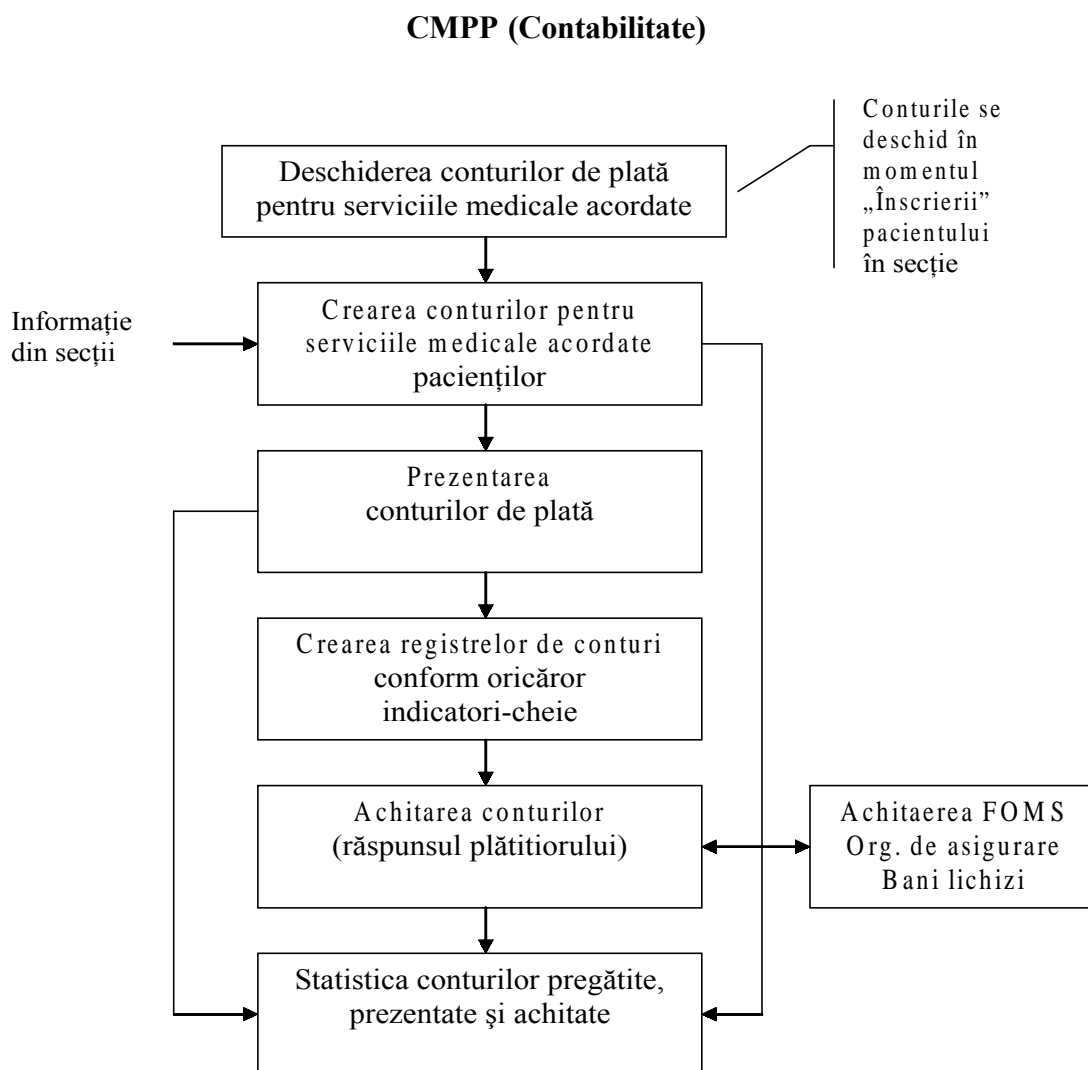 CMPP (Contabilitate)
Conturile se
deschid în
momentul
„Înscrierii”
pacientului
în secție
Deschiderea conturilor de plată
pentru serviciile medicale acordate
Informație
din secții
Crearea conturilor pentru
serviciile medicale acordate
pacienților
Prezentarea
conturilor de plată
Crearea registrelor de conturi
conform oricăror
indicatori-cheie
Achitarea conturilor
(răspunsul plătitiorului)
Achitaerea FOMS
Org. de asigurare
Bani lichizi
Statistica conturilor pregătite,
prezentate şi achitate